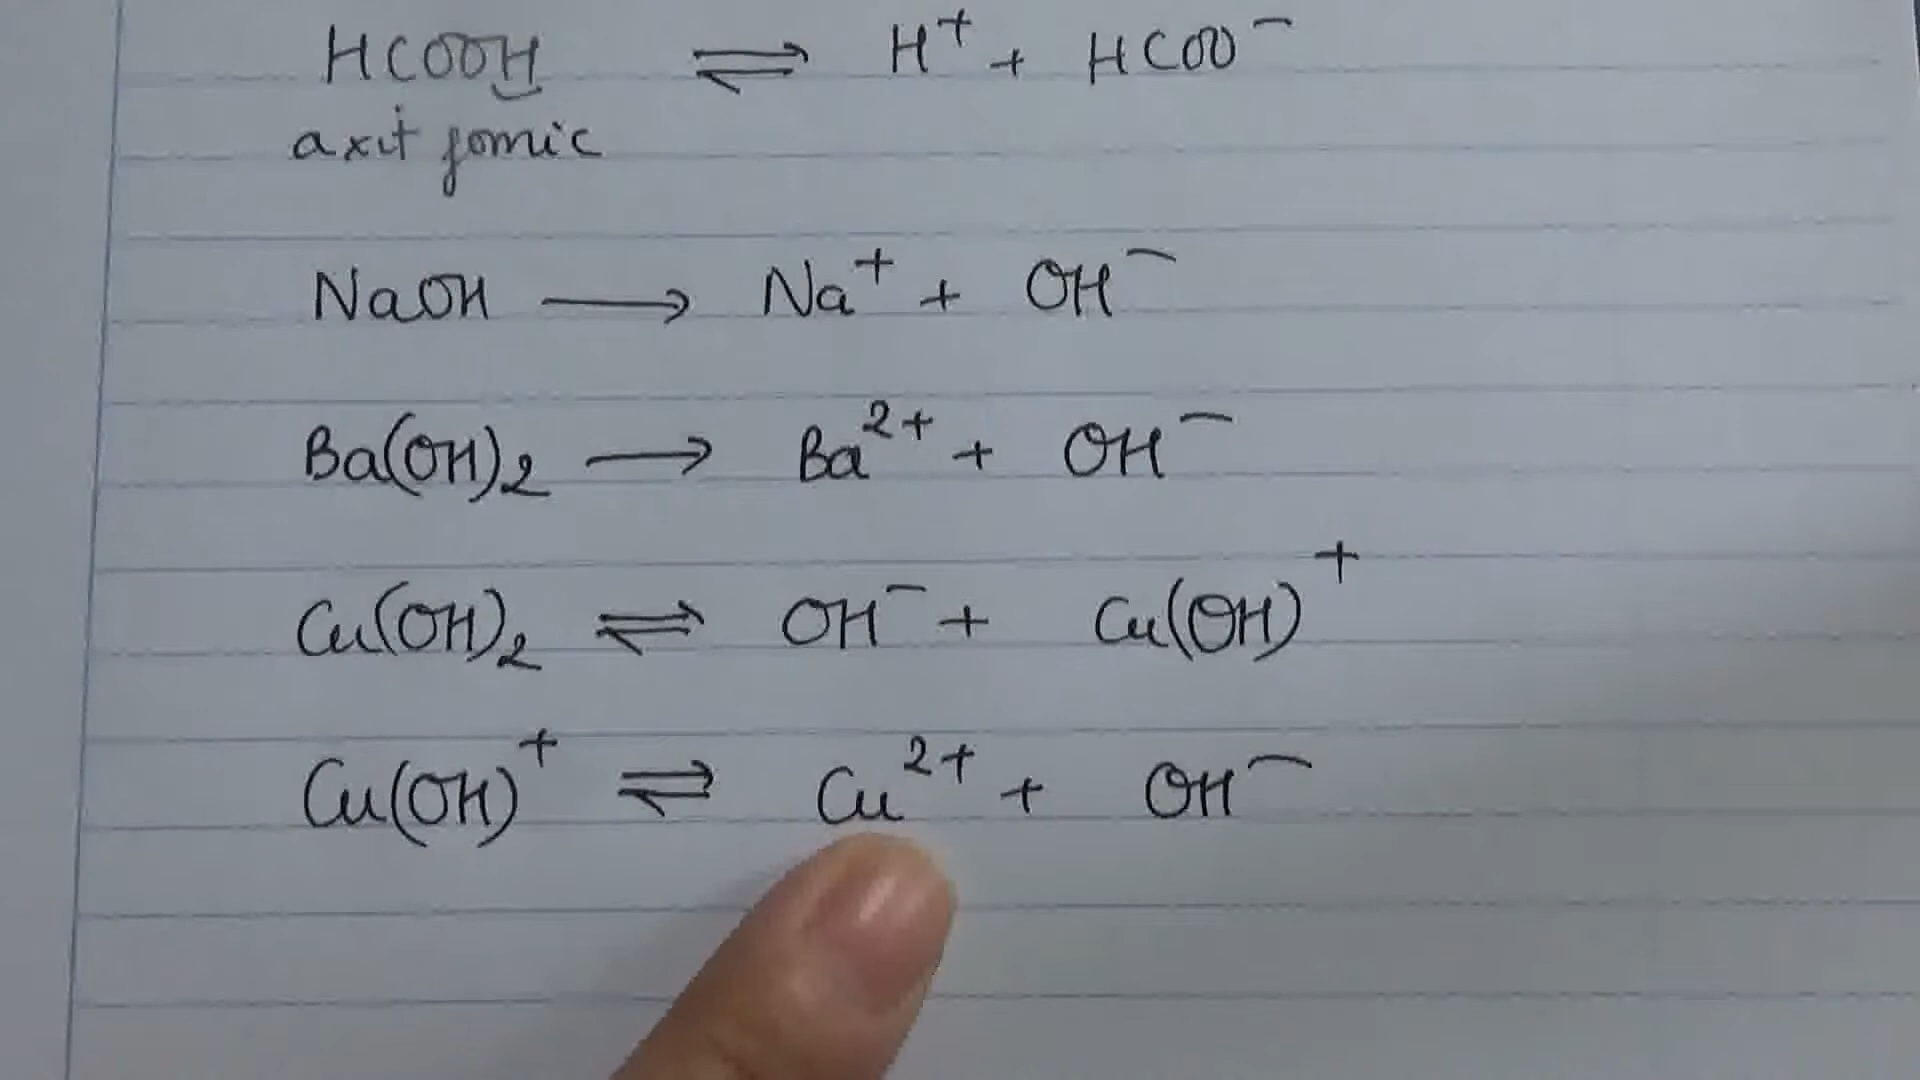 HCOOH ⇌ H⁺ + HCOO⁻
axit fomic
NaOH ⟶ Na⁺ + OH⁻
Ba(OH)₂ ⟶ Ba²⁺ + OH⁻
Cu(OH)₂ ⇌ OH⁻ + Cu(OH)⁺
Cu(OH)⁺ ⇌ Cu²⁺ + OH⁻